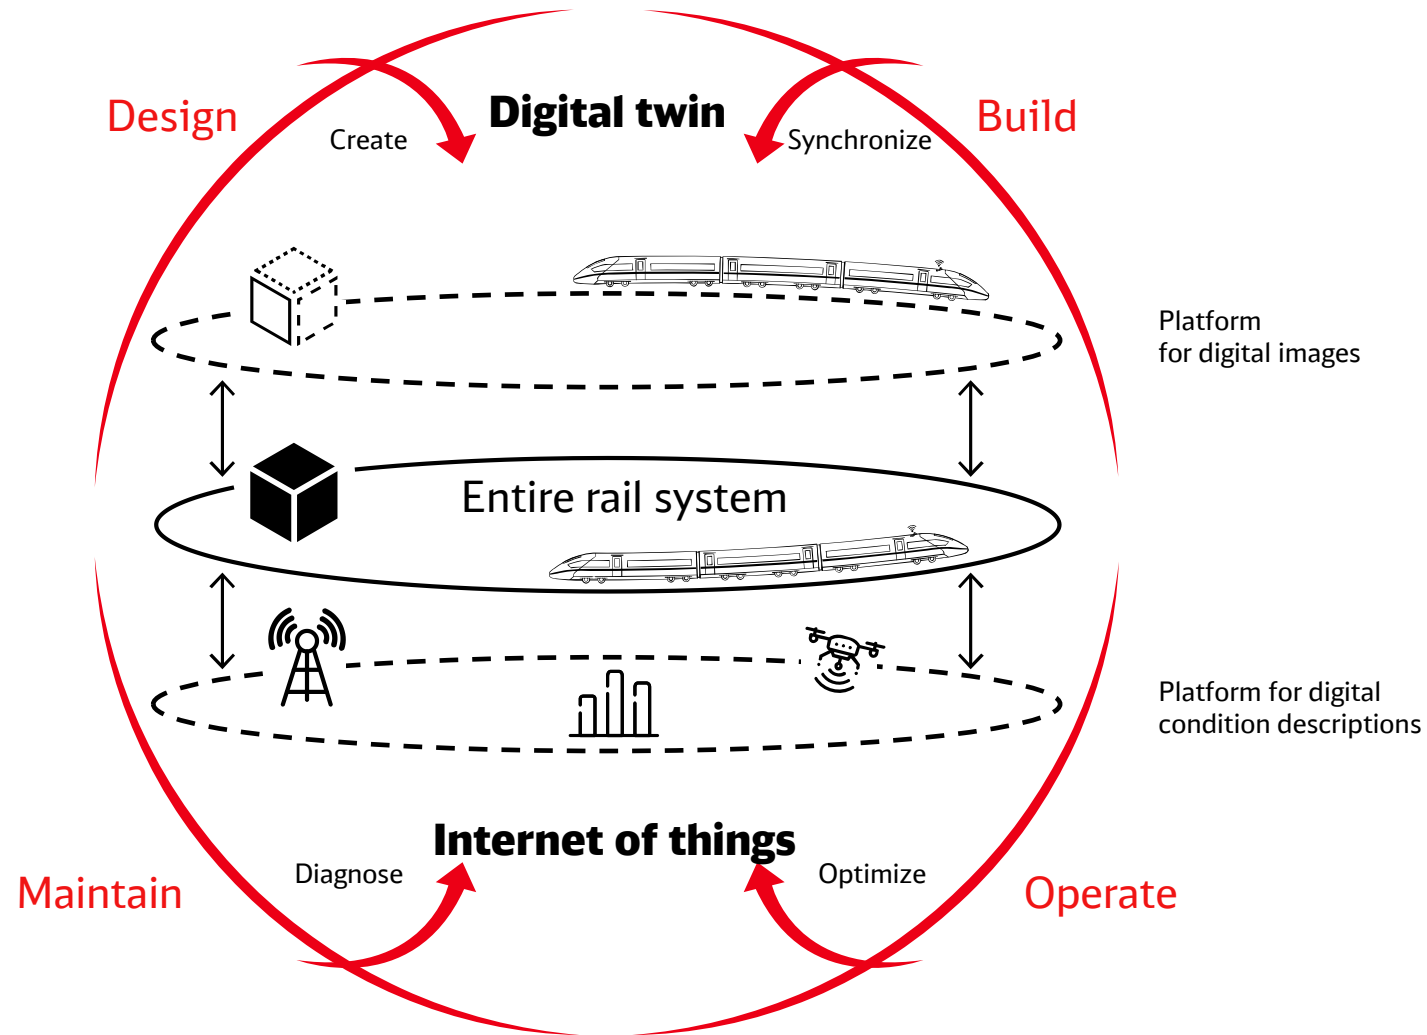 Digital twin
Design
Build
Create
Synchronize
Platform
for digital images
Entire rail system
Platform for digital
condition descriptions
Internet of things
Diagnose
Optimize
Maintain
Operate